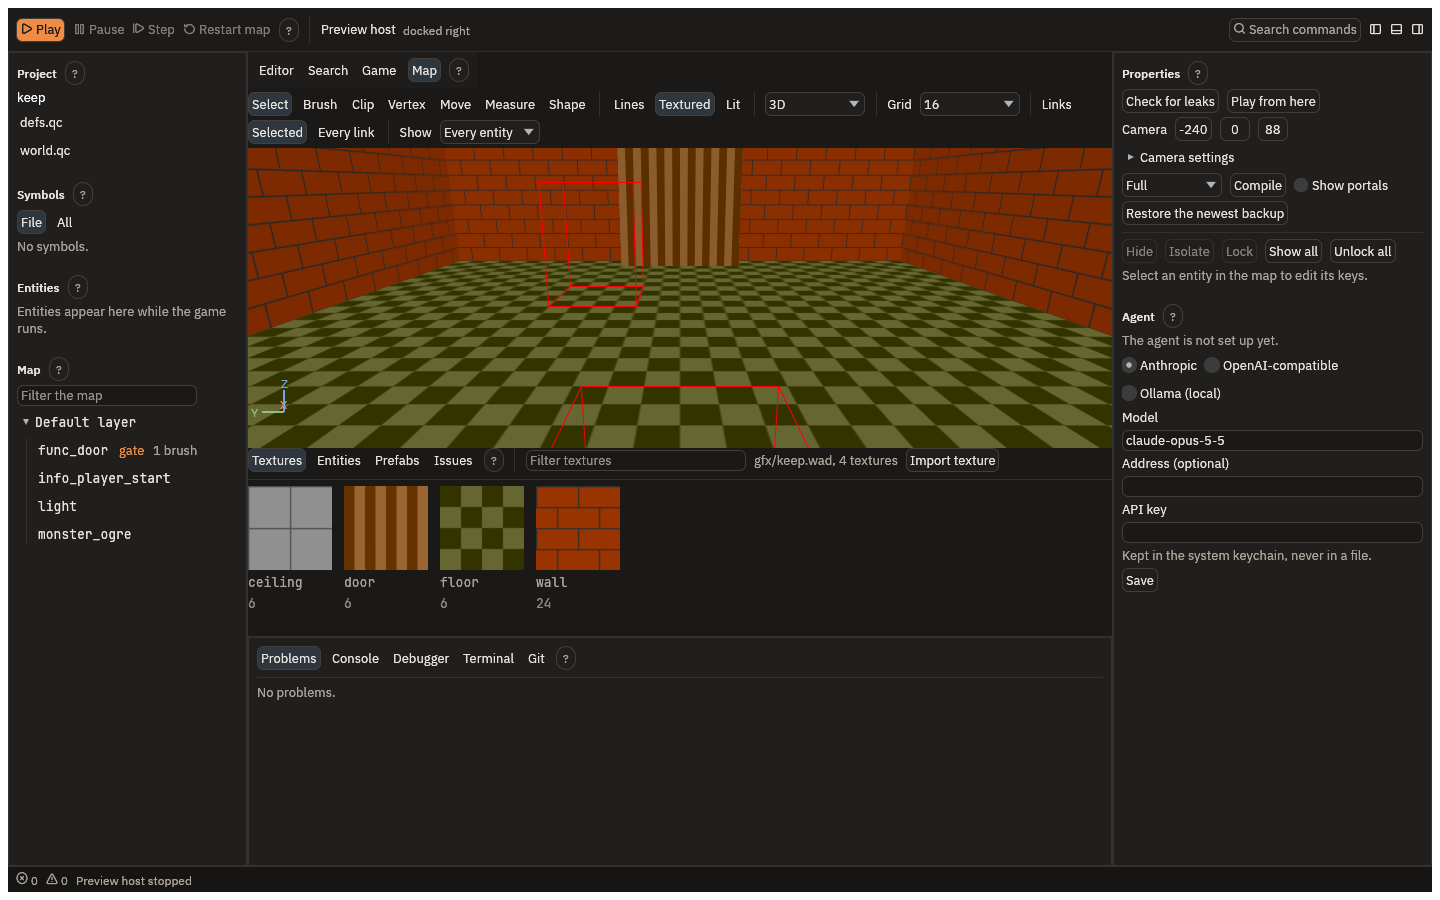 Play Pause Step Restart map ? Preview host docked right Search commands
Project ?
keep
defs.qc
world.qc
Symbols ?
File All
No symbols.
Entities ?
Entities appear here while the game
runs.
Map ?
Filter the map
Default layer
func_door gate 1 brush
info_player_start
light
monster_ogre
Editor Search Game Map ?
Select Brush Clip Vertex Move Measure Shape Lines Textured Lit 3D Grid 16 Links
Selected Every link Show Every entity
Z
Y X
Textures Entities Prefabs Issues ? Filter textures gfx/keep.wad, 4 textures Import texture
ceiling door floor wall
6 6 6 24
Problems Console Debugger Terminal Git ?
No problems.
Properties ?
Check for leaks Play from here
Camera -240 0 88
Camera settings
Full Compile Show portals
Restore the newest backup
Hide Isolate Lock Show all Unlock all
Select an entity in the map to edit its keys.
Agent ?
The agent is not set up yet.
Anthropic OpenAI-compatible
Ollama (local)
Model
claude-opus-5-5
Address (optional)
API key
Kept in the system keychain, never in a file.
Save
0 0 Preview host stopped